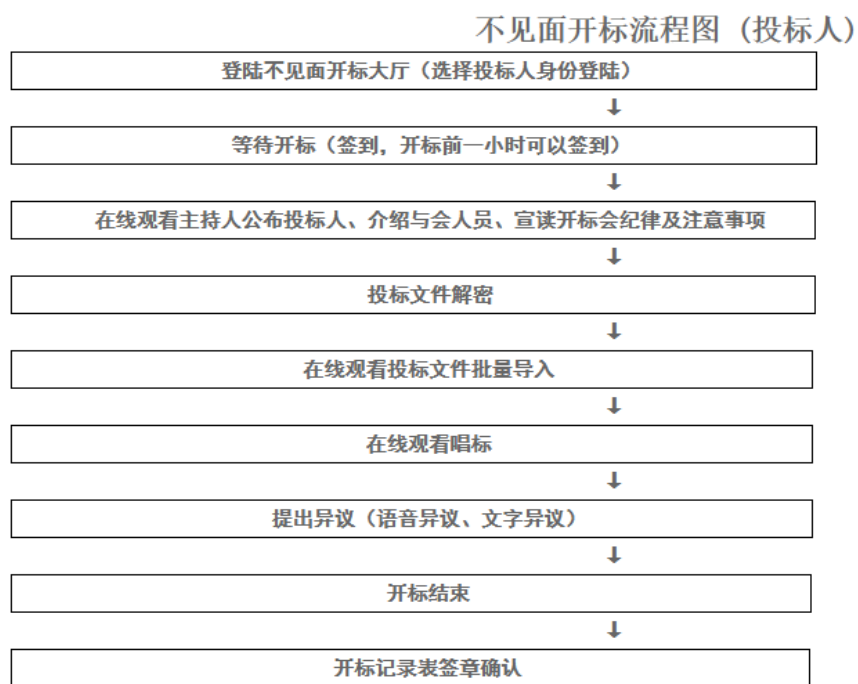 不见面开标流程图（投标人）
登陆不见面开标大厅（选择投标人身份登陆）
等待开标（签到，开标前一小时可以签到）
在线观看主持人公布投标人、介绍与会人员、宣读开标会纪律及注意事项
投标文件解密
在线观看投标文件批量导入
在线观看唱标
提出异议（语音异议、文字异议）
开标结束
开标记录表签章确认